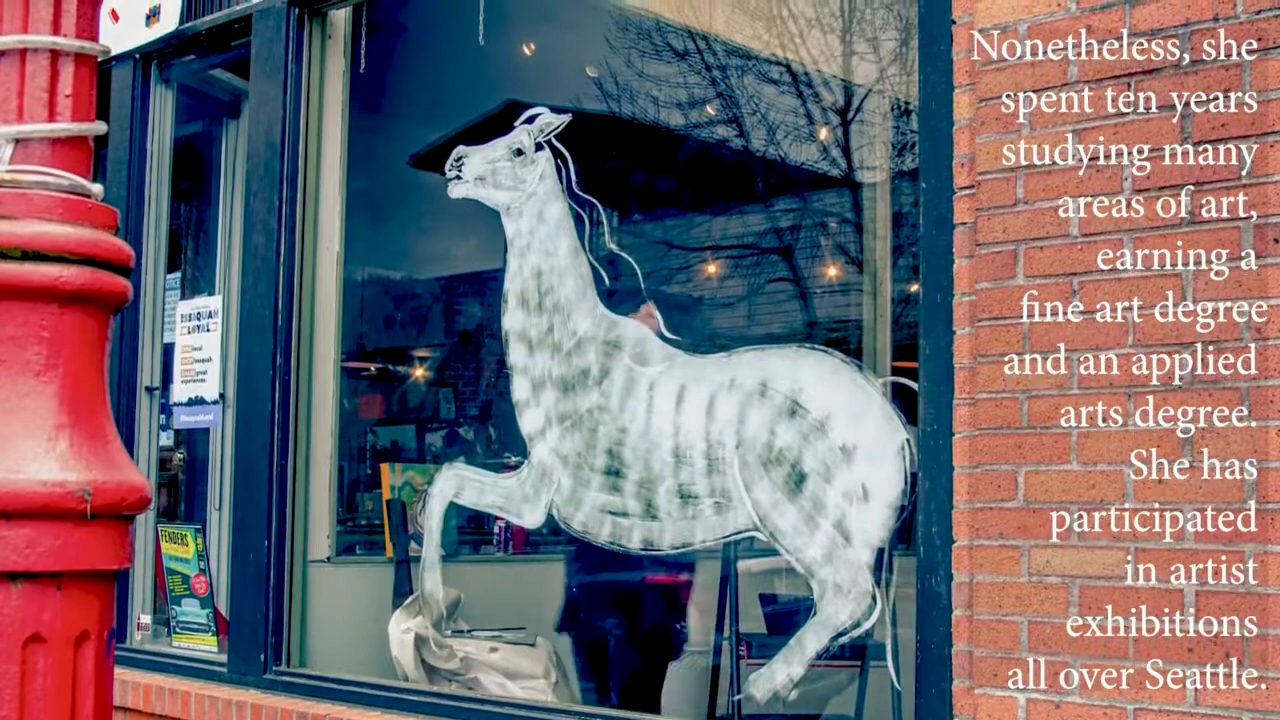 Nonetheless, she
spent ten years
studying many
areas of art,
earning a
fine art degree
and an applied
arts degree.
She has
participated
in artist
exhibitions
all over Seattle.
ISSAQUAH
LOYAL
experiences
FENDERS